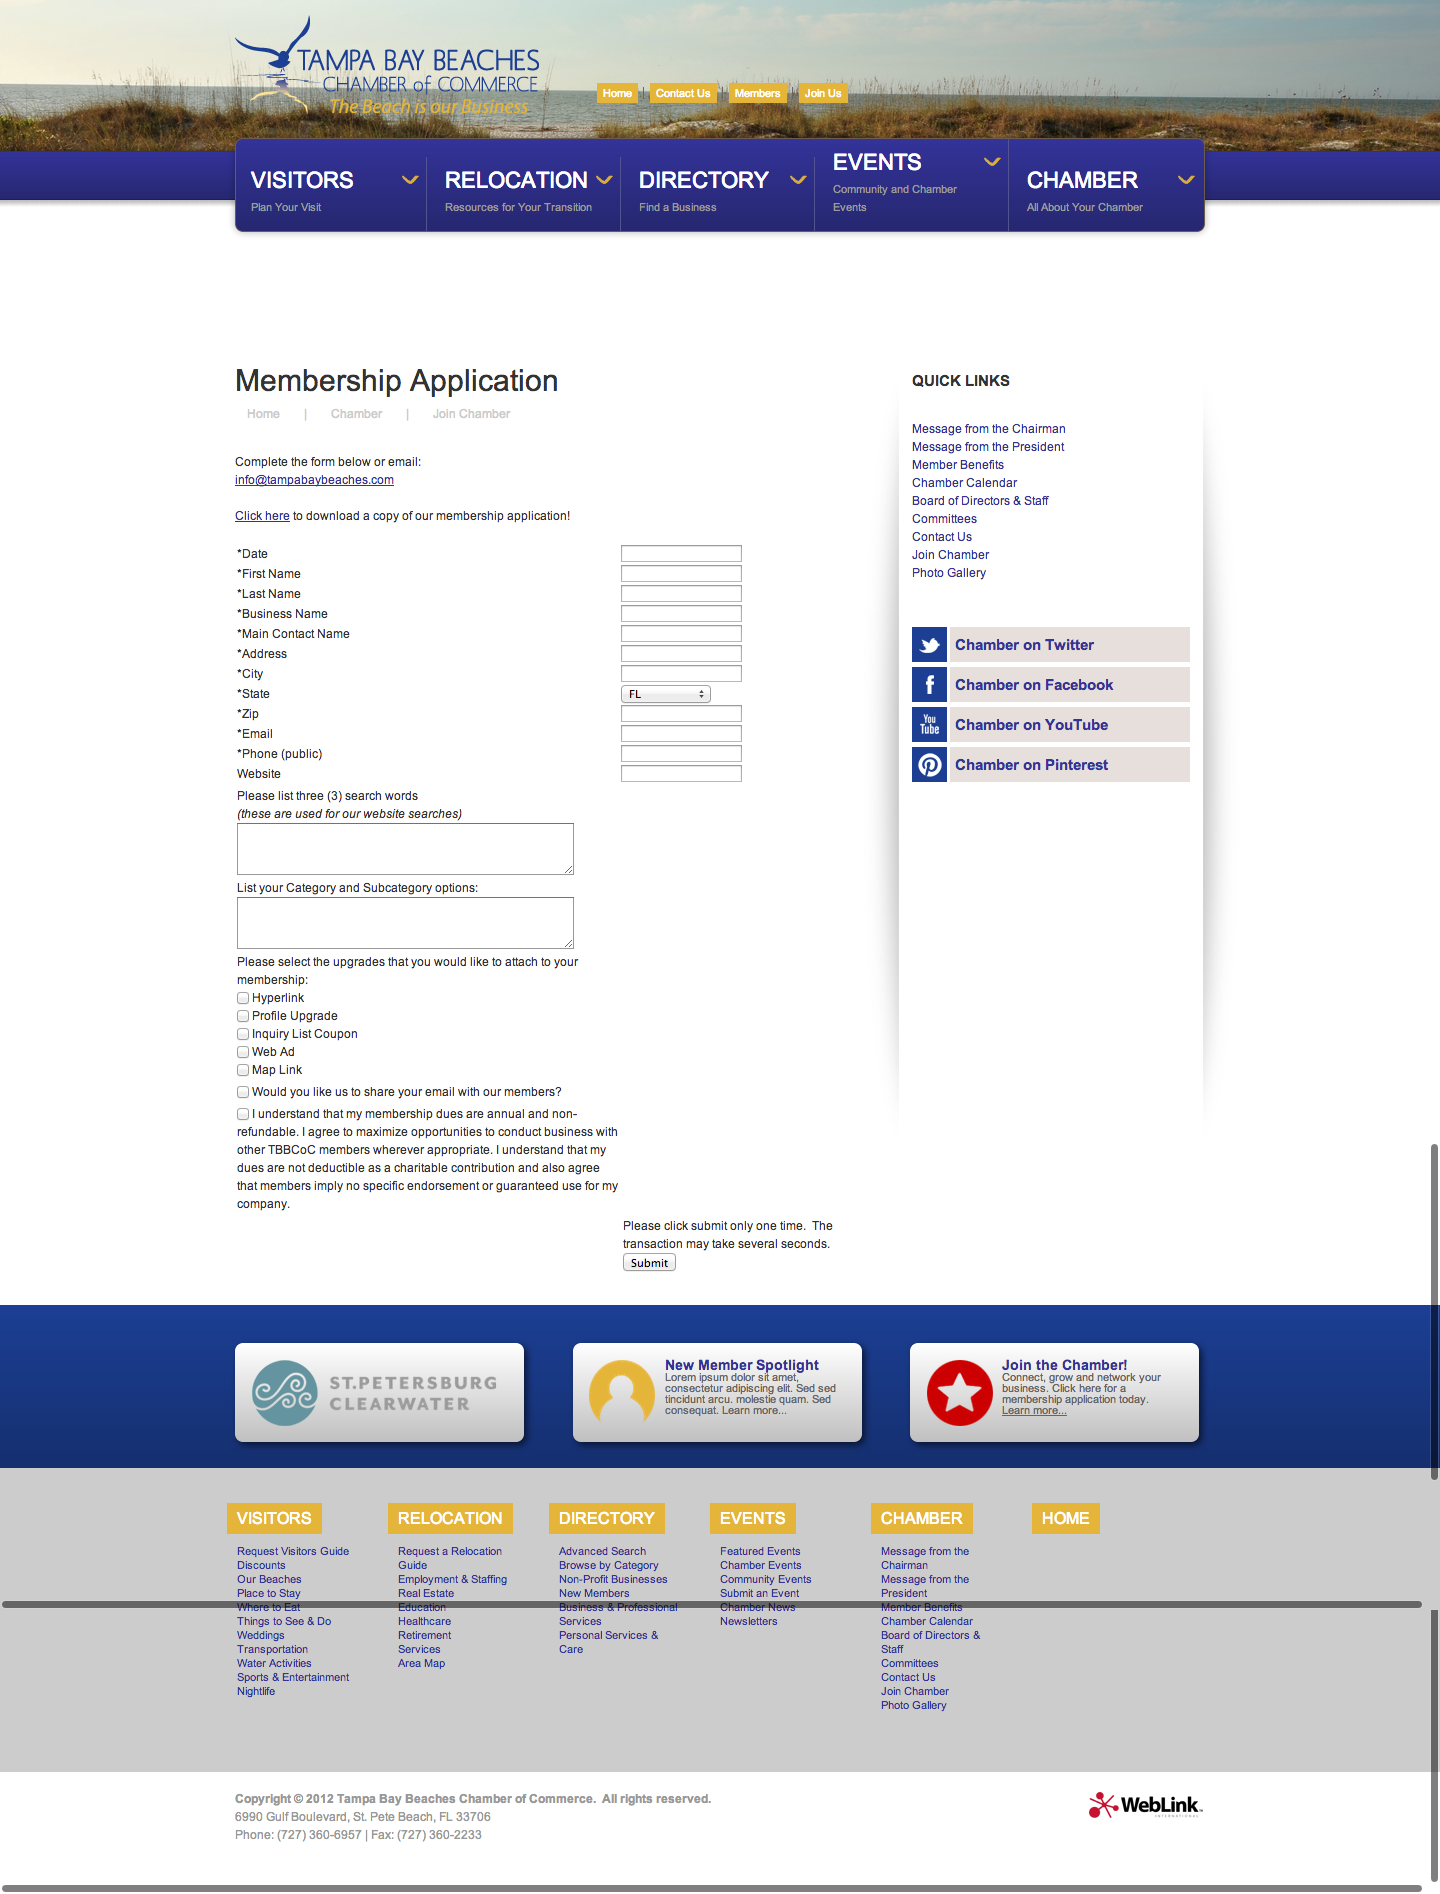 TAMPA BAY BEACHES
CHAMBER of COMMERCE
The Beach is our Business
Home
Contact Us
Members
Join Us
VISITORS
Plan Your Visit
RELOCATION
Resources for Your Transition
DIRECTORY
Find a Business
EVENTS
Community and Chamber
Events
CHAMBER
All About Your Chamber
Membership Application
Home | Chamber | Join Chamber
Complete the form below or email:
info@tampabaybeaches.com
Click here to download a copy of our membership application!
*Date
*First Name
*Last Name
*Business Name
*Main Contact Name
*Address
*City
*State FL
*Zip
*Email
*Phone (public)
Website
Please list three (3) search words
(these are used for our website searches)
List your Category and Subcategory options:
Please select the upgrades that you would like to attach to your
membership:
Hyperlink
Profile Upgrade
Inquiry List Coupon
Web Ad
Map Link
Would you like us to share your email with our members?
I understand that my membership dues are annual and non-
refundable. I agree to maximize opportunities to conduct business with
other TBBCoC members wherever appropriate. I understand that my
dues are not deductible as a charitable contribution and also agree
that members imply no specific endorsement or guaranteed use for my
company.
Please click submit only one time. The
transaction may take several seconds.
Submit
QUICK LINKS
Message from the Chairman
Message from the President
Member Benefits
Chamber Calendar
Board of Directors & Staff
Committees
Contact Us
Join Chamber
Photo Gallery
Chamber on Twitter
f Chamber on Facebook
You
Tube
Chamber on YouTube
Chamber on Pinterest
ST.PETERSBURG
CLEARWATER
New Member Spotlight
Lorem ipsum dolor sit amet,
consectetur adipiscing elit. Sed sed
tincidunt arcu. molestie quam. Sed
consequat. Learn more...
Join the Chamber!
Connect, grow and network your
business. Click here for a
membership application today.
Learn more...
VISITORS
Request Visitors Guide
Discounts
Our Beaches
Place to Stay
Where to Eat
Things to See & Do
Weddings
Transportation
Water Activities
Sports & Entertainment
Nightlife
RELOCATION
Request a Relocation
Guide
Employment & Staffing
Real Estate
Education
Healthcare
Retirement
Services
Area Map
DIRECTORY
Advanced Search
Browse by Category
Non-Profit Businesses
New Members
Business & Professional
Services
Personal Services &
Care
EVENTS
Featured Events
Chamber Events
Community Events
Submit an Event
Chamber News
Newsletters
CHAMBER
Message from the
Chairman
Message from the
President
Member Benefits
Chamber Calendar
Board of Directors &
Staff
Committees
Contact Us
Join Chamber
Photo Gallery
HOME
Copyright © 2012 Tampa Bay Beaches Chamber of Commerce. All rights reserved.
6990 Gulf Boulevard, St. Pete Beach, FL 33706
Phone: (727) 360-6957 | Fax: (727) 360-2233
WebLink
INTERNATIONAL